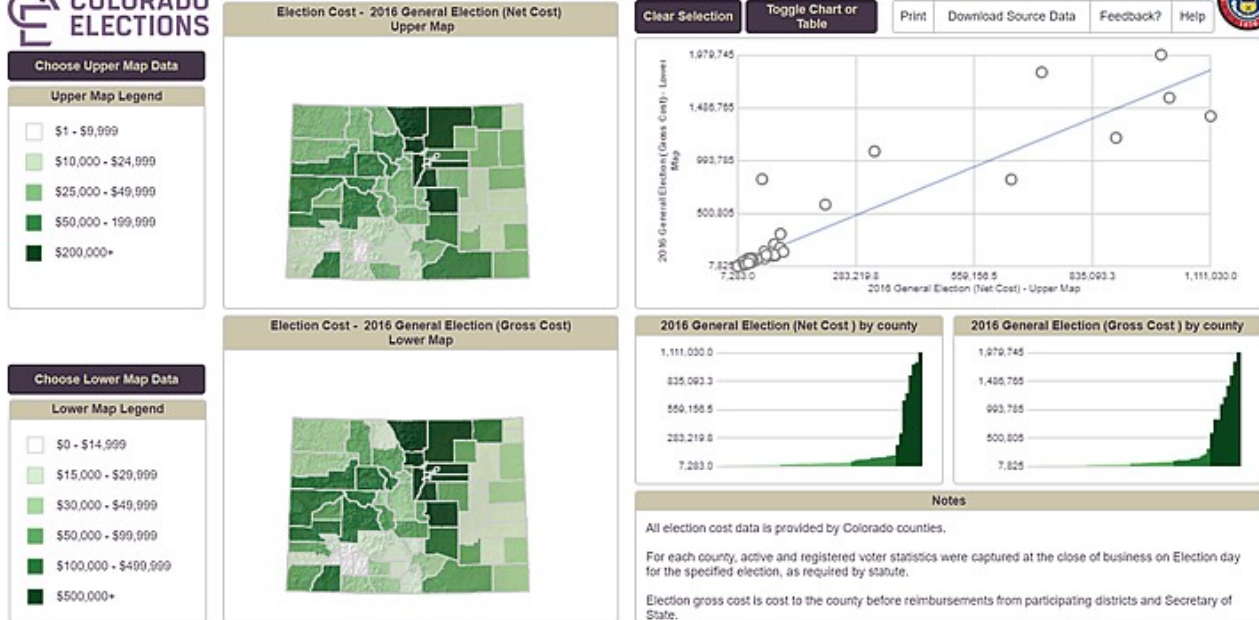 COLORADO
ELECTIONS
Choose Upper Map Data
Upper Map Legend
$1 - $9,999
$10,000 - $24,999
$25,000 - $49,999
$50,000 - 199,999
$200,000+
Choose Lower Map Data
Lower Map Legend
$0 - $14,999
$15,000 - $29,999
$30,000 - $49,999
$50,000 - $99,999
$100,000 - $499,999
$500,000+
Election Cost - 2016 General Election (Net Cost)
Upper Map
Election Cost - 2016 General Election (Gross Cost)
Lower Map
Clear Selection
Toggle Chart or
Table
Print
Download Source Data
Feedback?
Help
2016 General Election (Gross Cost) - Lower
Map
1,979,745
1,486,765
993,785
500,805
7,825
7,283.0
283,219.8
559,156.5
835,093.3
1,111,030.0
2016 General Election (Net Cost) - Upper Map
2016 General Election (Net Cost ) by county
1,111,030.0
835,093.3
559,156.5
283,219.8
7,283.0
2016 General Election (Gross Cost ) by county
1,979,745
1,486,765
993,785
500,805
7,825
Notes
All election cost data is provided by Colorado counties.
For each county, active and registered voter statistics were captured at the close of business on Election day
for the specified election, as required by statute.
Election gross cost is cost to the county before reimbursements from participating districts and Secretary of
State.